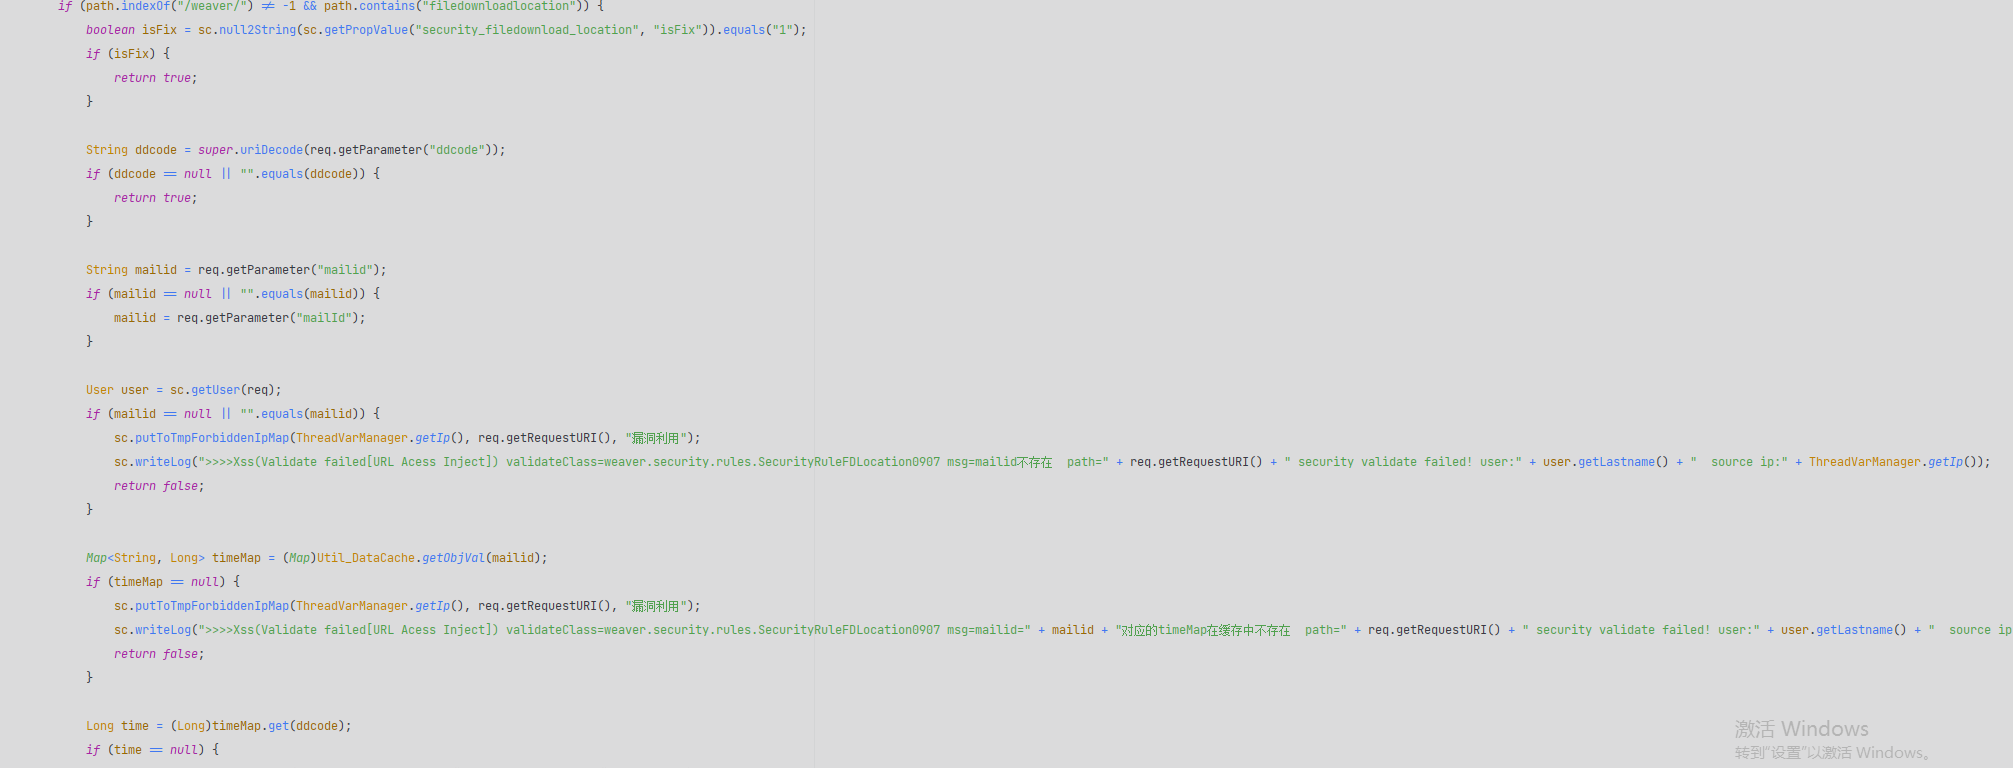 if (path.indexOf("/weaver/") != -1 && path.contains("filedownloadlocation")) {
boolean isFix = sc.null2String(sc.getPropValue("security_filedownload_location", "isFix")).equals("1");
if (isFix) {
return true;
}
String ddcode = super.uriDecode(req.getParameter("ddcode"));
if (ddcode == null || "".equals(ddcode)) {
return true;
}
String mailid = req.getParameter("mailid");
if (mailid == null || "".equals(mailid)) {
mailid = req.getParameter("mailId");
}
User user = sc.getUser(req);
if (mailid == null || "".equals(mailid)) {
sc.putToTmpForbiddenIpMap(ThreadVarManager.getIp(), req.getRequestURI(), "漏洞利用");
sc.writeLog(">>>>Xss(Validate failed[URL Acess Inject]) validateClass=weaver.security.rules.SecurityRuleFDLocation0907 msg=mailid不存在  path=" + req.getRequestURI() + " security validate failed! user:" + user.getLastname() + "  source ip:" + ThreadVarManager.getIp());
return false;
}
Map<String, Long> timeMap = (Map)Util_DataCache.getObjVal(mailid);
if (timeMap == null) {
sc.putToTmpForbiddenIpMap(ThreadVarManager.getIp(), req.getRequestURI(), "漏洞利用");
sc.writeLog(">>>>Xss(Validate failed[URL Acess Inject]) validateClass=weaver.security.rules.SecurityRuleFDLocation0907 msg=mailid=" + mailid + "对应的timeMap在缓存中不存在  path=" + req.getRequestURI() + " security validate failed! user:" + user.getLastname() + "  source ip
return false;
}
Long time = (Long)timeMap.get(ddcode);
if (time == null) {
激活 Windows
转到"设置"以激活 Windows。